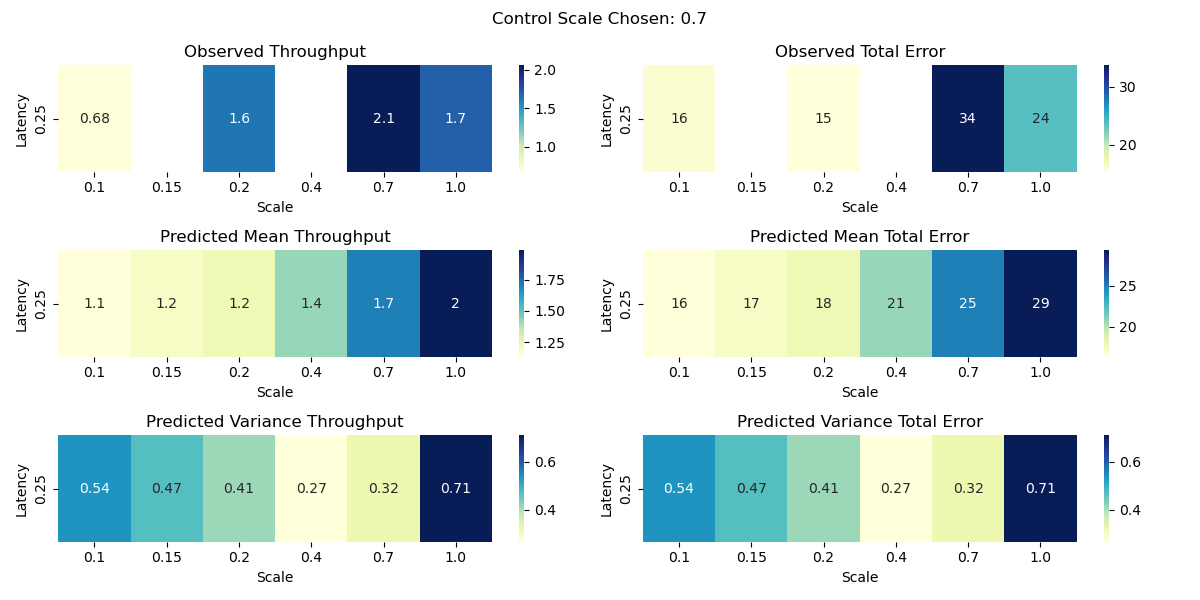 Control Scale Chosen: 0.7
Observed Throughput
Latency
0.25
0.68
1.6
2.1
1.7
2.0
1.5
1.0
0.1 0.15 0.2 0.4 0.7 1.0
Scale
Observed Total Error
Latency
0.25
16
15
34
24
30
20
0.1 0.15 0.2 0.4 0.7 1.0
Scale
Predicted Mean Throughput
Latency
0.25
1.1 1.2 1.2 1.4 1.7 2
1.75
1.50
1.25
0.1 0.15 0.2 0.4 0.7 1.0
Scale
Predicted Mean Total Error
Latency
0.25
16 17 18 21 25 29
25
20
0.1 0.15 0.2 0.4 0.7 1.0
Scale
Predicted Variance Throughput
Latency
0.25
0.54 0.47 0.41 0.27 0.32 0.71
0.6
0.4
0.1 0.15 0.2 0.4 0.7 1.0
Scale
Predicted Variance Total Error
Latency
0.25
0.54 0.47 0.41 0.27 0.32 0.71
0.6
0.4
0.1 0.15 0.2 0.4 0.7 1.0
Scale